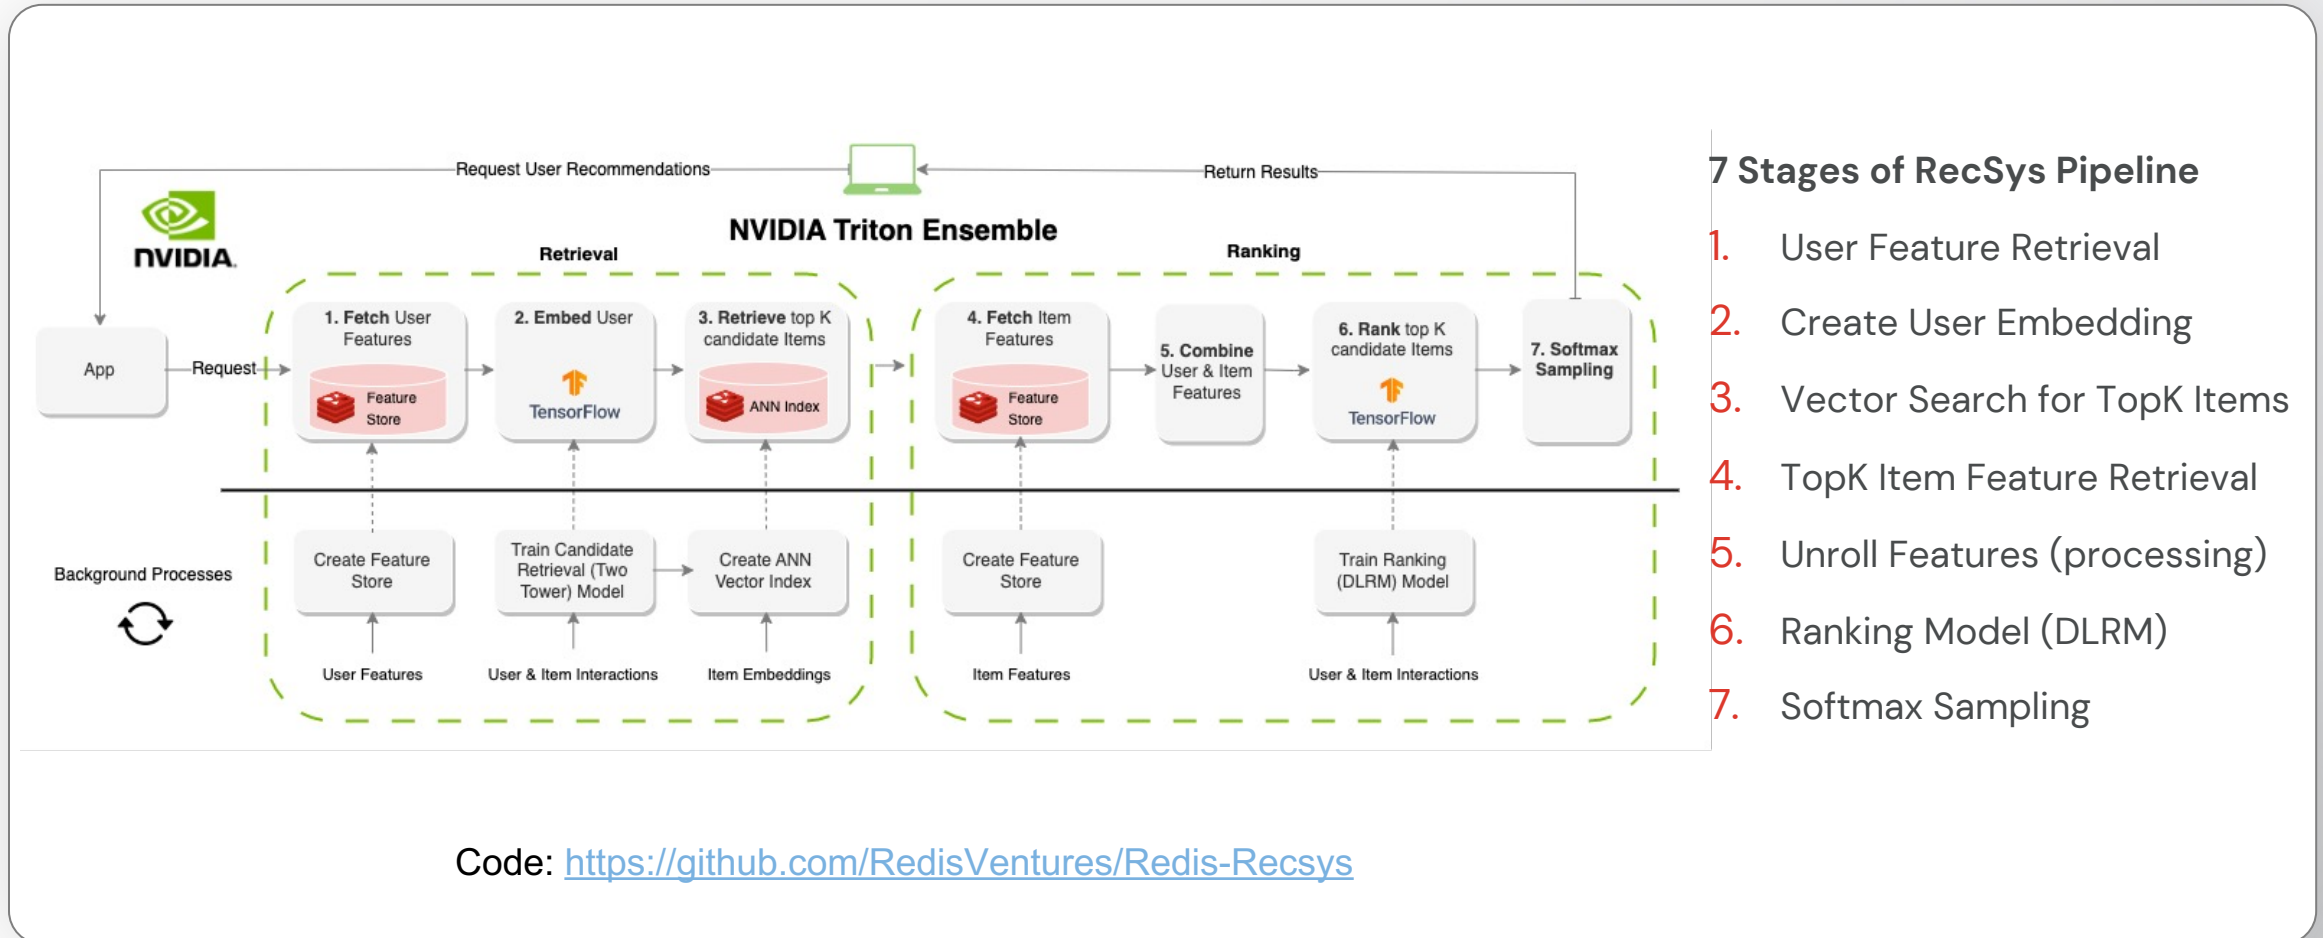 Request User Recommendations
Return Results
NVIDIA
NVIDIA Triton Ensemble
Retrieval
Ranking
App
Request
1. Fetch User
Features
Feature
Store
2. Embed User
TensorFlow
3. Retrieve top K
candidate Items
ANN Index
4. Fetch Item
Features
Feature
Store
5. Combine
User & Item
Features
6. Rank top K
candidate Items
TensorFlow
7. Softmax
Sampling
Background Processes
Create Feature
Store
Train Candidate
Retrieval (Two
Tower) Model
Create ANN
Vector Index
Create Feature
Store
Train Ranking
(DLRM) Model
User Features
User & Item Interactions
Item Embeddings
Item Features
User & Item Interactions
7 Stages of RecSys Pipeline
1. User Feature Retrieval
2. Create User Embedding
3. Vector Search for TopK Items
4. TopK Item Feature Retrieval
5. Unroll Features (processing)
6. Ranking Model (DLRM)
7. Softmax Sampling
Code: https://github.com/RedisVentures/Redis-Recsys